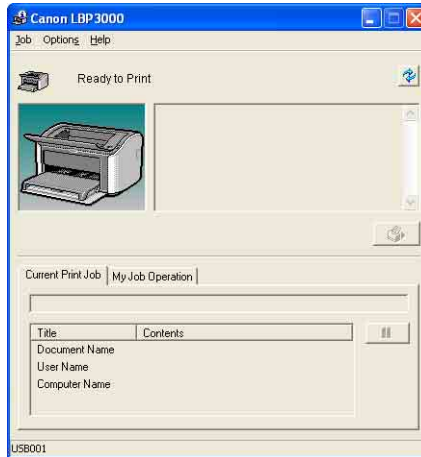 Canon LBP3000
Job Options Help
Ready to Print
Current Print Job My Job Operation
Title Contents
Document Name
User Name
Computer Name
USB001